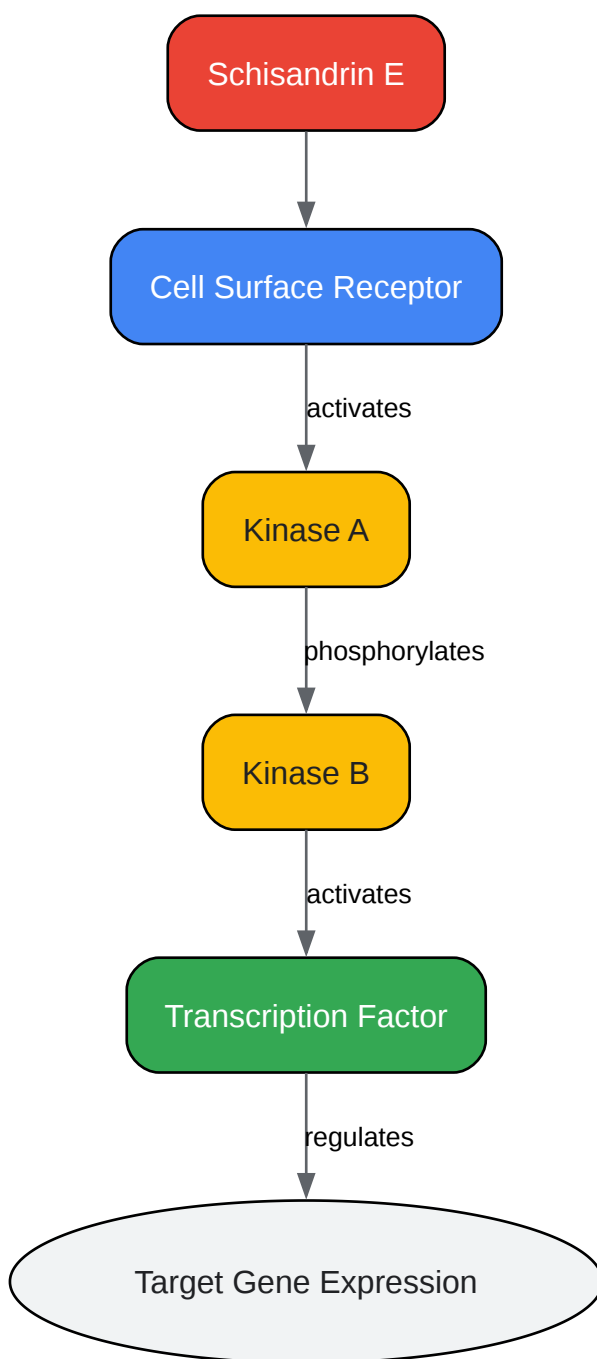 Schisandrin E
Cell Surface Receptor
activates
Kinase A
phosphorylates
Kinase B
activates
Transcription Factor
regulates
Target Gene Expression